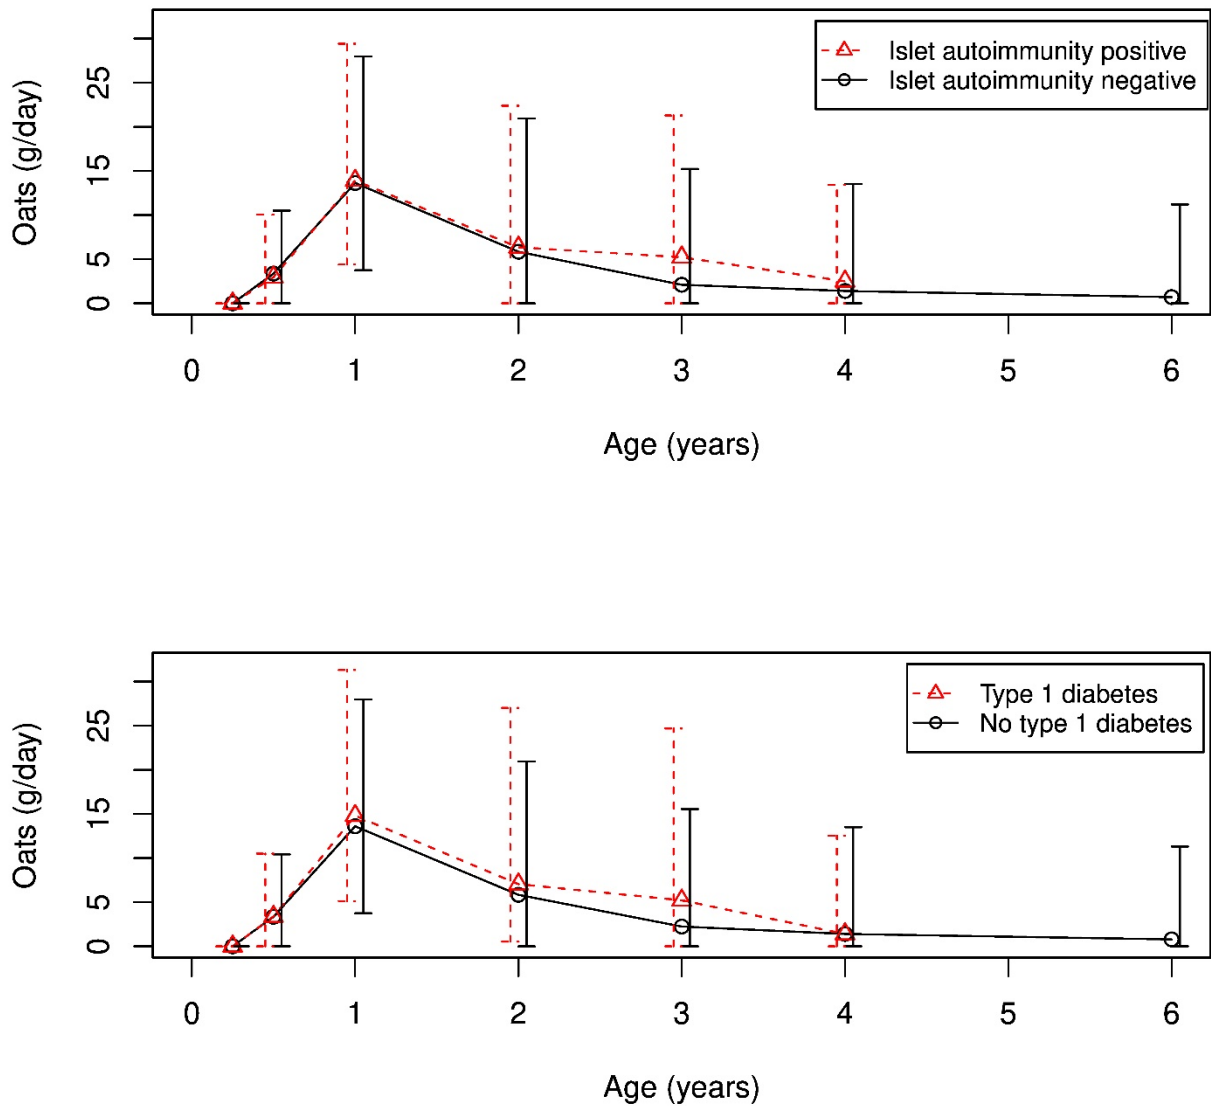 Oats (g/day)
25
15
5
0
Islet autoimmunity positive
Islet autoimmunity negative
0 1 2 3 4 5 6
Age (years)
Oats (g/day)
25
15
5
0
Type 1 diabetes
No type 1 diabetes
0 1 2 3 4 5 6
Age (years)